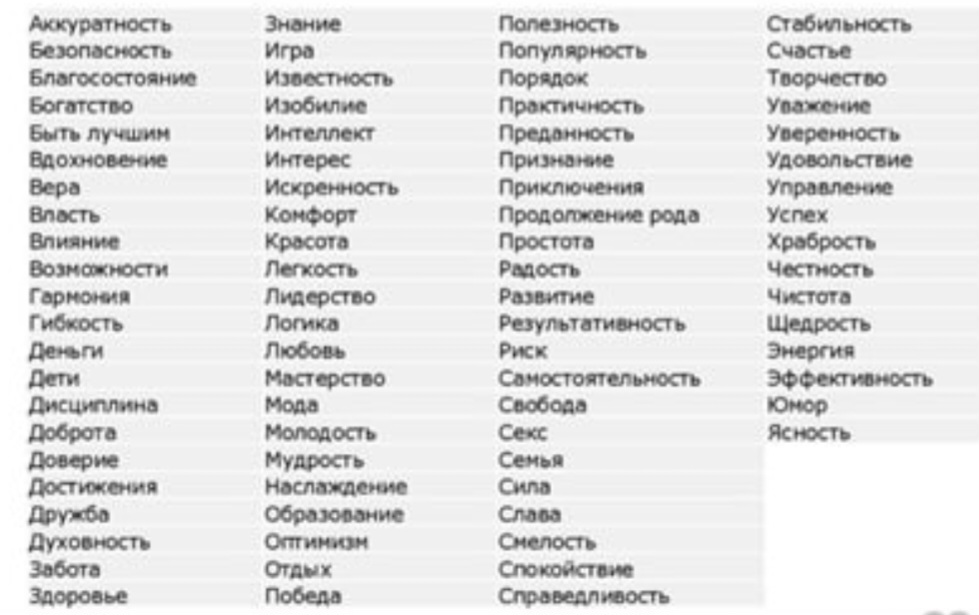 Аккуратность
Безопасность
Благосостояние
Богатство
Быть лучшим
Вдохновение
Вера
Власть
Влияние
Возможности
Гармония
Гибкость
Деньги
Дети
Дисциплина
Доброта
Доверие
Достижения
Дружба
Духовность
Забота
Здоровье
Знание
Игра
Известность
Изобилие
Интеллект
Интерес
Искренность
Комфорт
Красота
Легкость
Лидерство
Логика
Любовь
Мастерство
Мода
Молодость
Мудрость
Наслаждение
Образование
Оптимизм
Отдых
Победа
Полезность
Популярность
Порядок
Практичность
Преданность
Признание
Приключения
Продолжение рода
Простота
Радость
Развитие
Результативность
Риск
Самостоятельность
Свобода
Секс
Семья
Сила
Слава
Смелость
Спокойствие
Справедливость
Стабильность
Счастье
Творчество
Уважение
Уверенность
Удовольствие
Управление
Успех
Храбрость
Честность
Чистота
Щедрость
Энергия
Эффективность
Юмор
Ясность